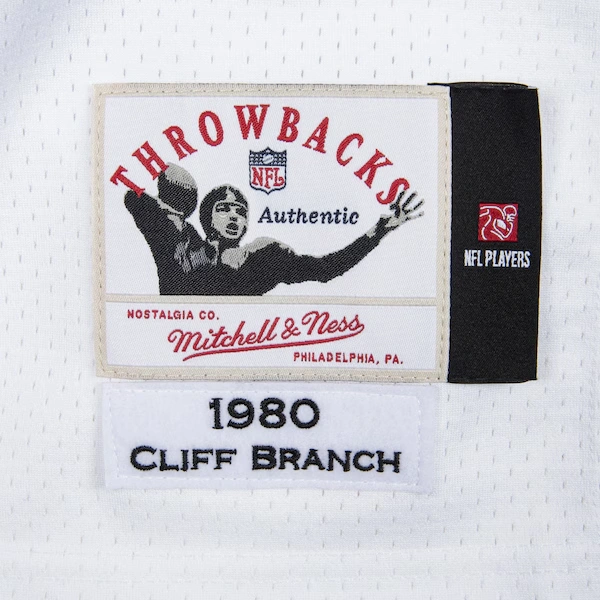 THROWBACKS
NFL
Authentic
NOSTALGIA CO.
Mitchell & Ness
PHILADELPHIA, PA.
NFL PLAYERS
1980
CLIFF BRANCH